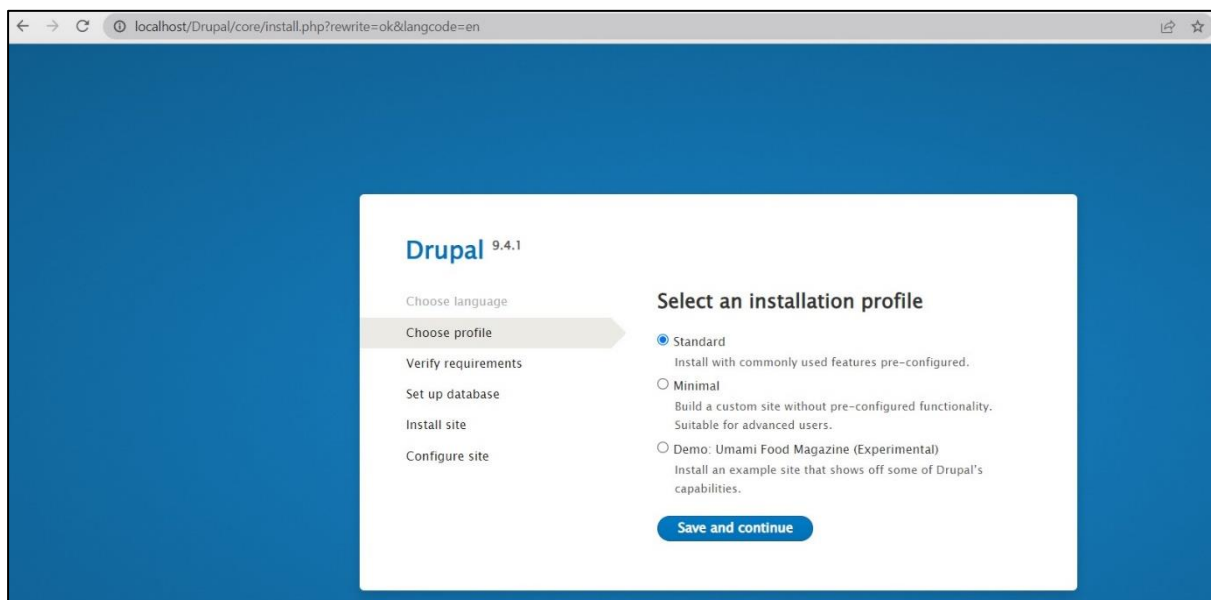 localhost/Drupal/core/install.php?rewrite=ok&langcode=en
Drupal 9.4.1
Choose language
Choose profile
Verify requirements
Set up database
Install site
Configure site
Select an installation profile
Standard
Install with commonly used features pre-configured.
Minimal
Build a custom site without pre-configured functionality.
Suitable for advanced users.
Demo: Umami Food Magazine (Experimental)
Install an example site that shows off some of Drupal's
capabilities.
Save and continue